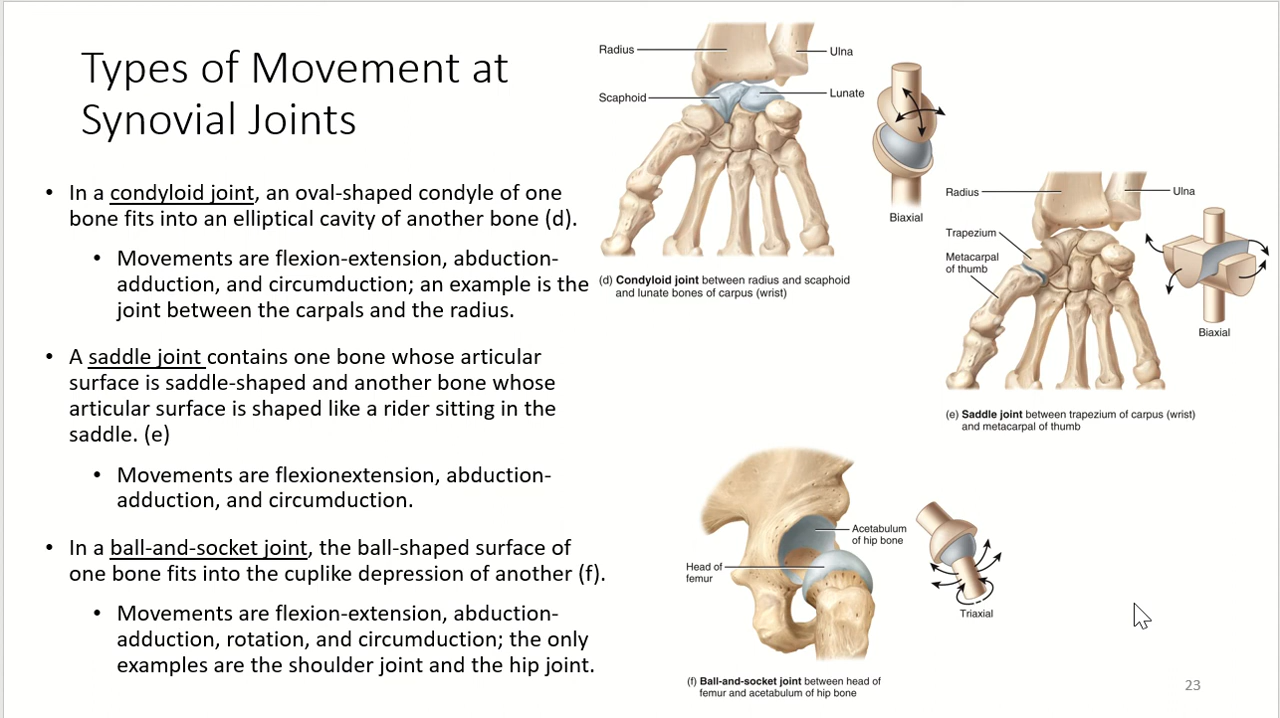 Types of Movement at
Synovial Joints
• In a condyloid joint, an oval-shaped condyle of one
bone fits into an elliptical cavity of another bone (d).
• Movements are flexion-extension, abduction-
adduction, and circumduction; an example is the
joint between the carpals and the radius.
• A saddle joint contains one bone whose articular
surface is saddle-shaped and another bone whose
articular surface is shaped like a rider sitting in the
saddle. (e)
• Movements are flexionextension, abduction-
adduction, and circumduction.
• In a ball-and-socket joint, the ball-shaped surface of
one bone fits into the cuplike depression of another (f).
• Movements are flexion-extension, abduction-
adduction, rotation, and circumduction; the only
examples are the shoulder joint and the hip joint.
Radius
Ulna
Scaphoid
Lunate
Biaxial
(d) Condyloid joint between radius and scaphoid
and lunate bones of carpus (wrist)
Radius
Ulna
Trapezium
Metacarpal
of thumb
Biaxial
(e) Saddle joint between trapezium of carpus (wrist)
and metacarpal of thumb
Acetabulum
of hip bone
Head of
femur
Triaxial
(f) Ball-and-socket joint between head of
femur and acetabulum of hip bone
23